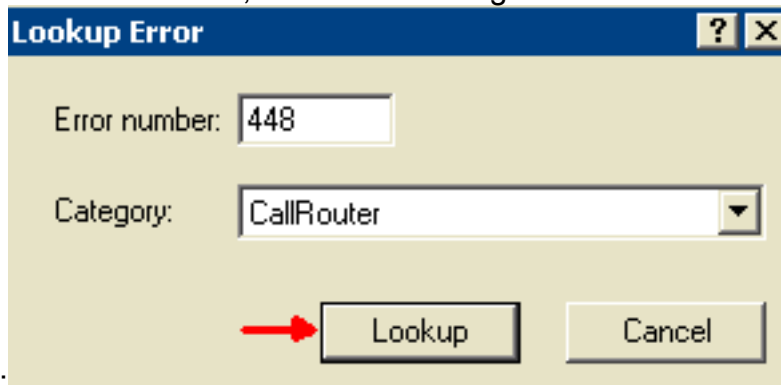 Lookup Error ? X
Error number: 448
Category: CallRouter
Lookup Cancel
.